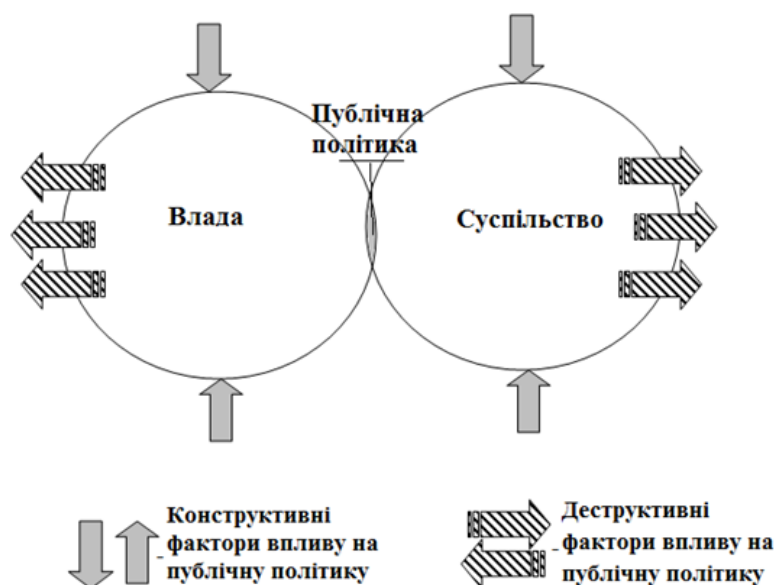 Публічна
політика
Влада
Суспільство
Конструктивні
- фактори впливу на
публічну політику
Деструктивні
- фактори впливу на
публічну політику